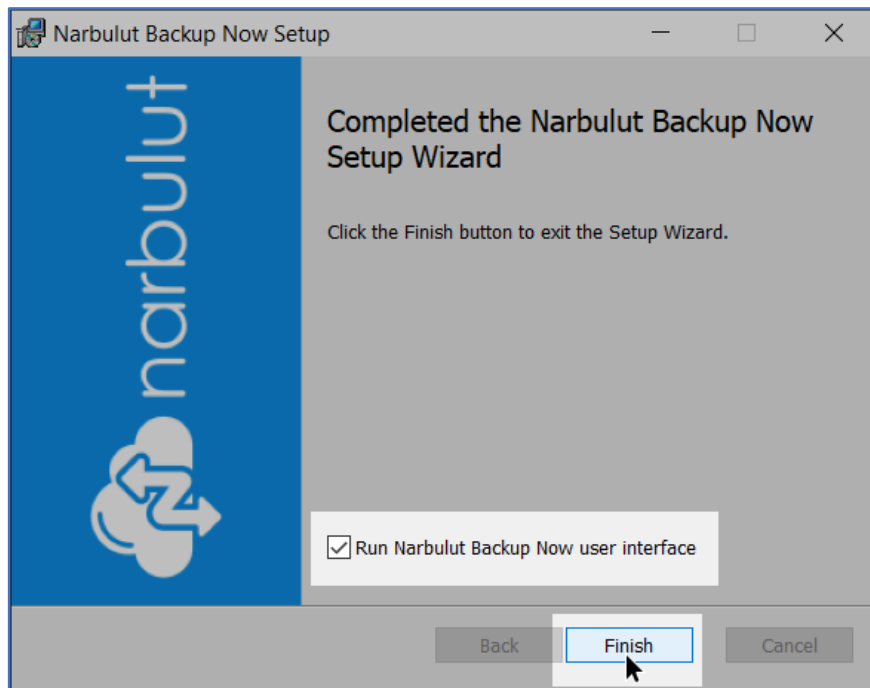 Narbulut Backup Now Setup
narbulut
Completed the Narbulut Backup Now
Setup Wizard
Click the Finish button to exit the Setup Wizard.
Run Narbulut Backup Now user interface
Back
Finish
Cancel